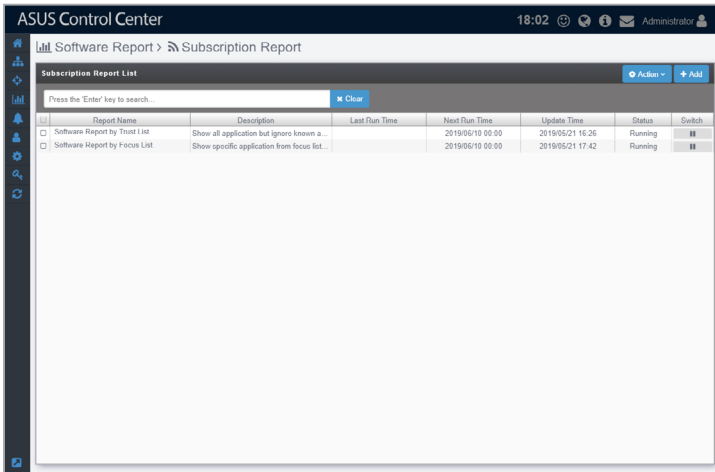 ASUS Control Center
18:02 Administrator
Software Report > Subscription Report
Subscription Report List
Action
+ Add
Press the 'Enter' key to search...
Clear
Report Name Description Last Run Time Next Run Time Update Time Status Switch
Software Report by Trust List Show all application but ignore known a... 2019/06/10 00:00 2019/05/21 16:26 Running
Software Report by Focus List Show specific application from focus list... 2019/06/10 00:00 2019/05/21 17:42 Running